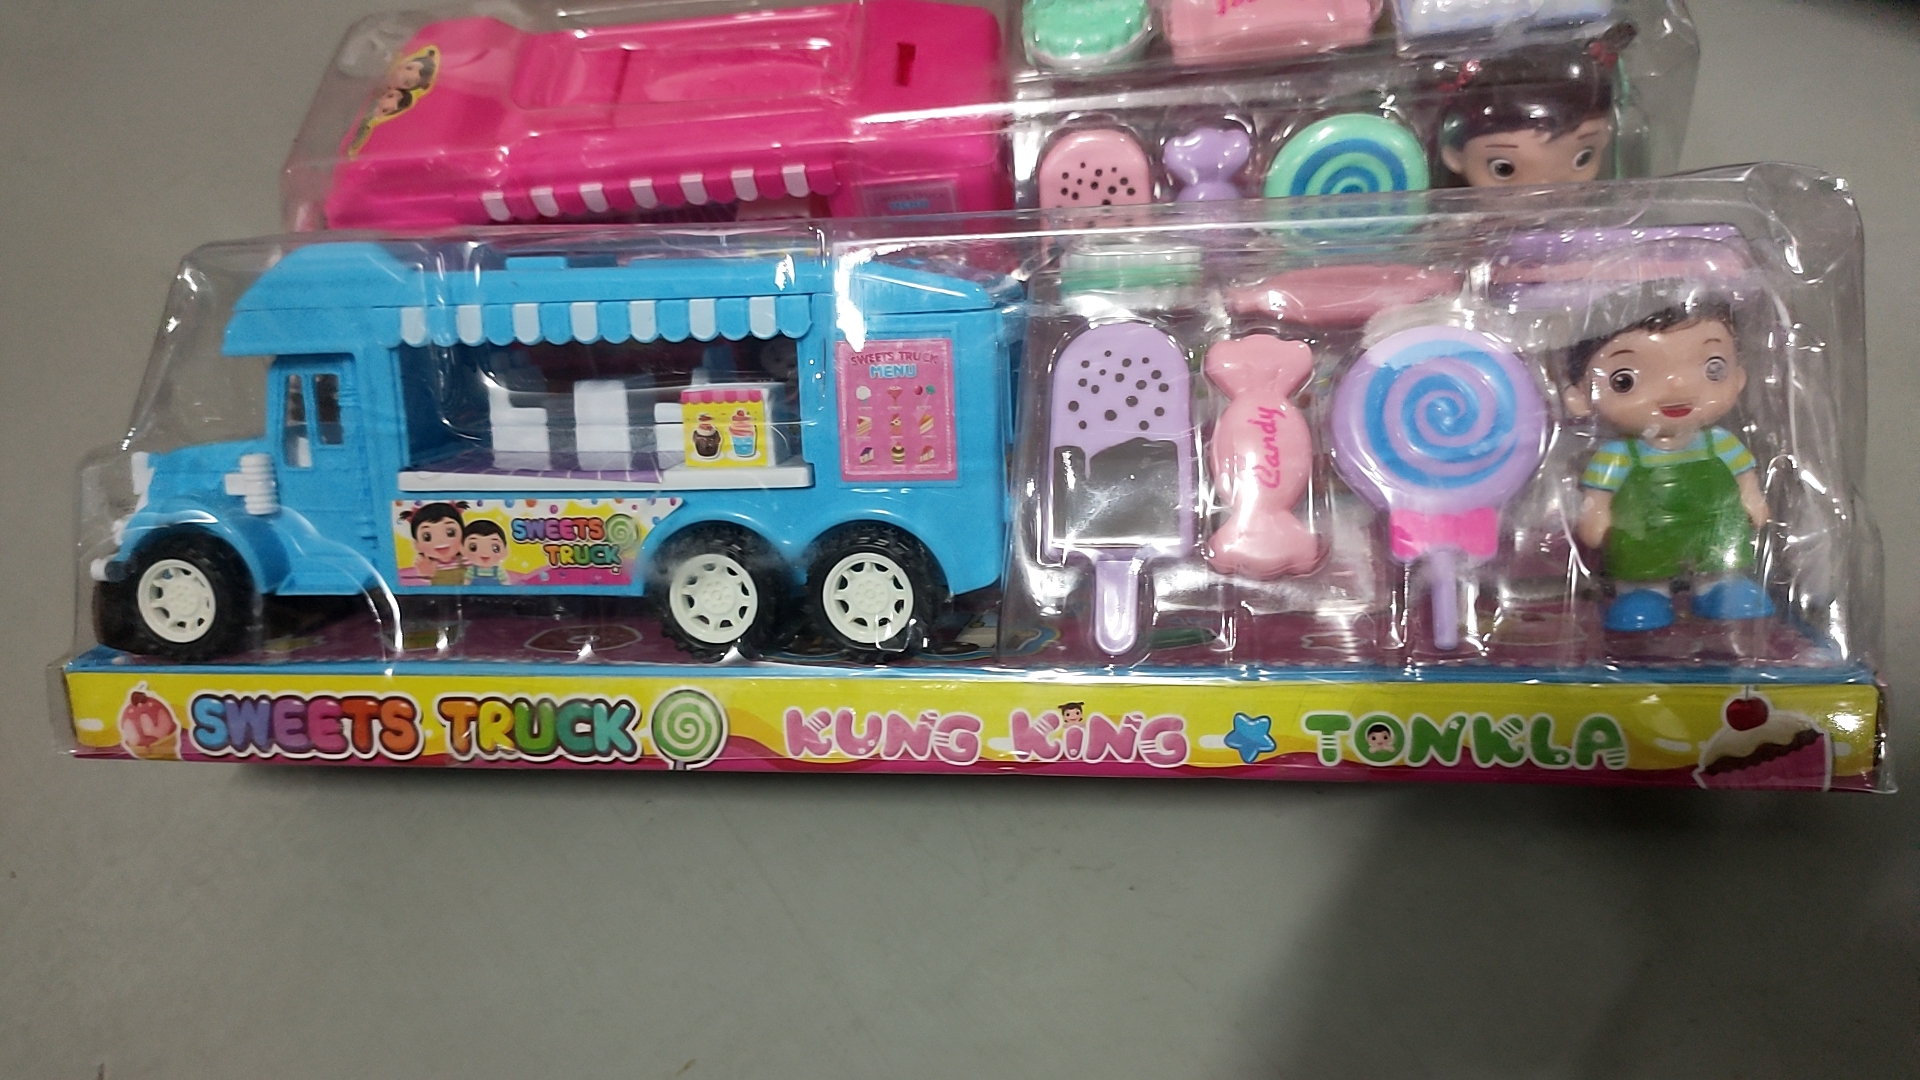 SWEETS TRUCK
MENU
Candy
SWEETS
TRUCK
SWEETS TRUCK KUNG KING TONKLA